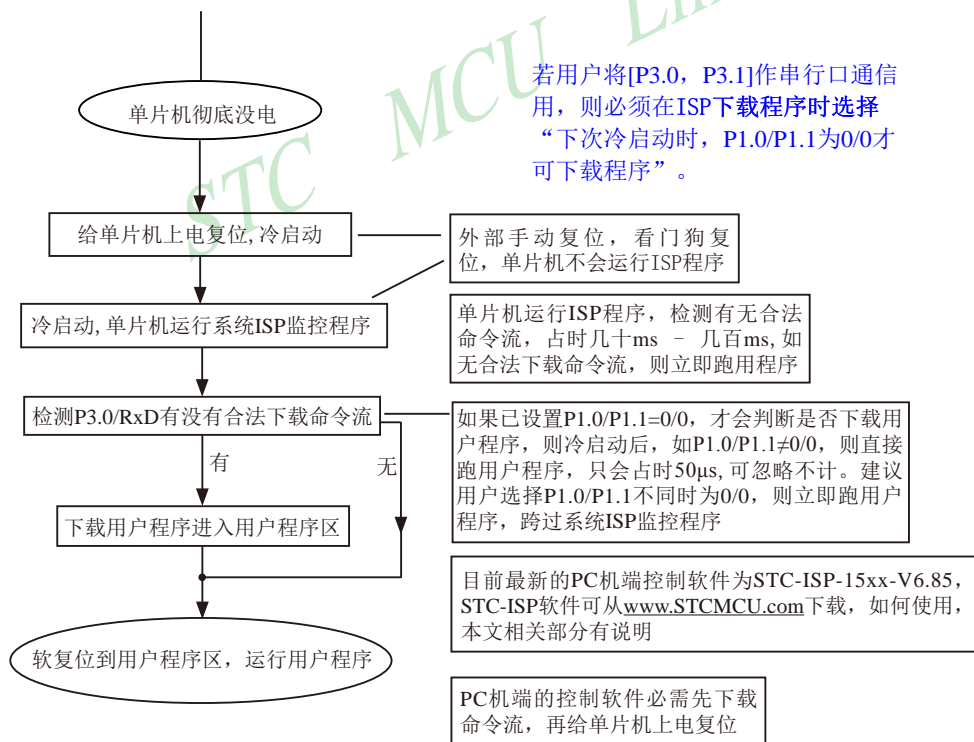 STC MCU Lim
若用户将[P3.0，P3.1]作串行口通信
用，则必须在ISP下载程序时选择
“下次冷启动时，P1.0/P1.1为0/0才
可下载程序”。
单片机彻底没电
给单片机上电复位,冷启动
外部手动复位，看门狗复
位，单片机不会运行ISP程序
冷启动,单片机运行系统ISP监控程序
单片机运行ISP程序，检测有无合法
命令流，占时几十ms － 几百ms,如
无合法下载命令流，则立即跑用程序
检测P3.0/RxD有没有合法下载命令流
如果已设置P1.0/P1.1=0/0，才会判断是否下载用
户程序，则冷启动后，如P1.0/P1.1≠0/0，则直接
跑用户程序，只会占时50μs,可忽略不计。建议
用户选择P1.0/P1.1不同时为0/0，则立即跑用户
程序，跨过系统ISP监控程序
有
无
下载用户程序进入用户程序区
目前最新的PC机端控制软件为STC-ISP-15xx-V6.85，
STC-ISP软件可从www.STCMCU.com下载，如何使用，
本文相关部分有说明
软复位到用户程序区，运行用户程序
PC机端的控制软件必需先下载
命令流，再给单片机上电复位